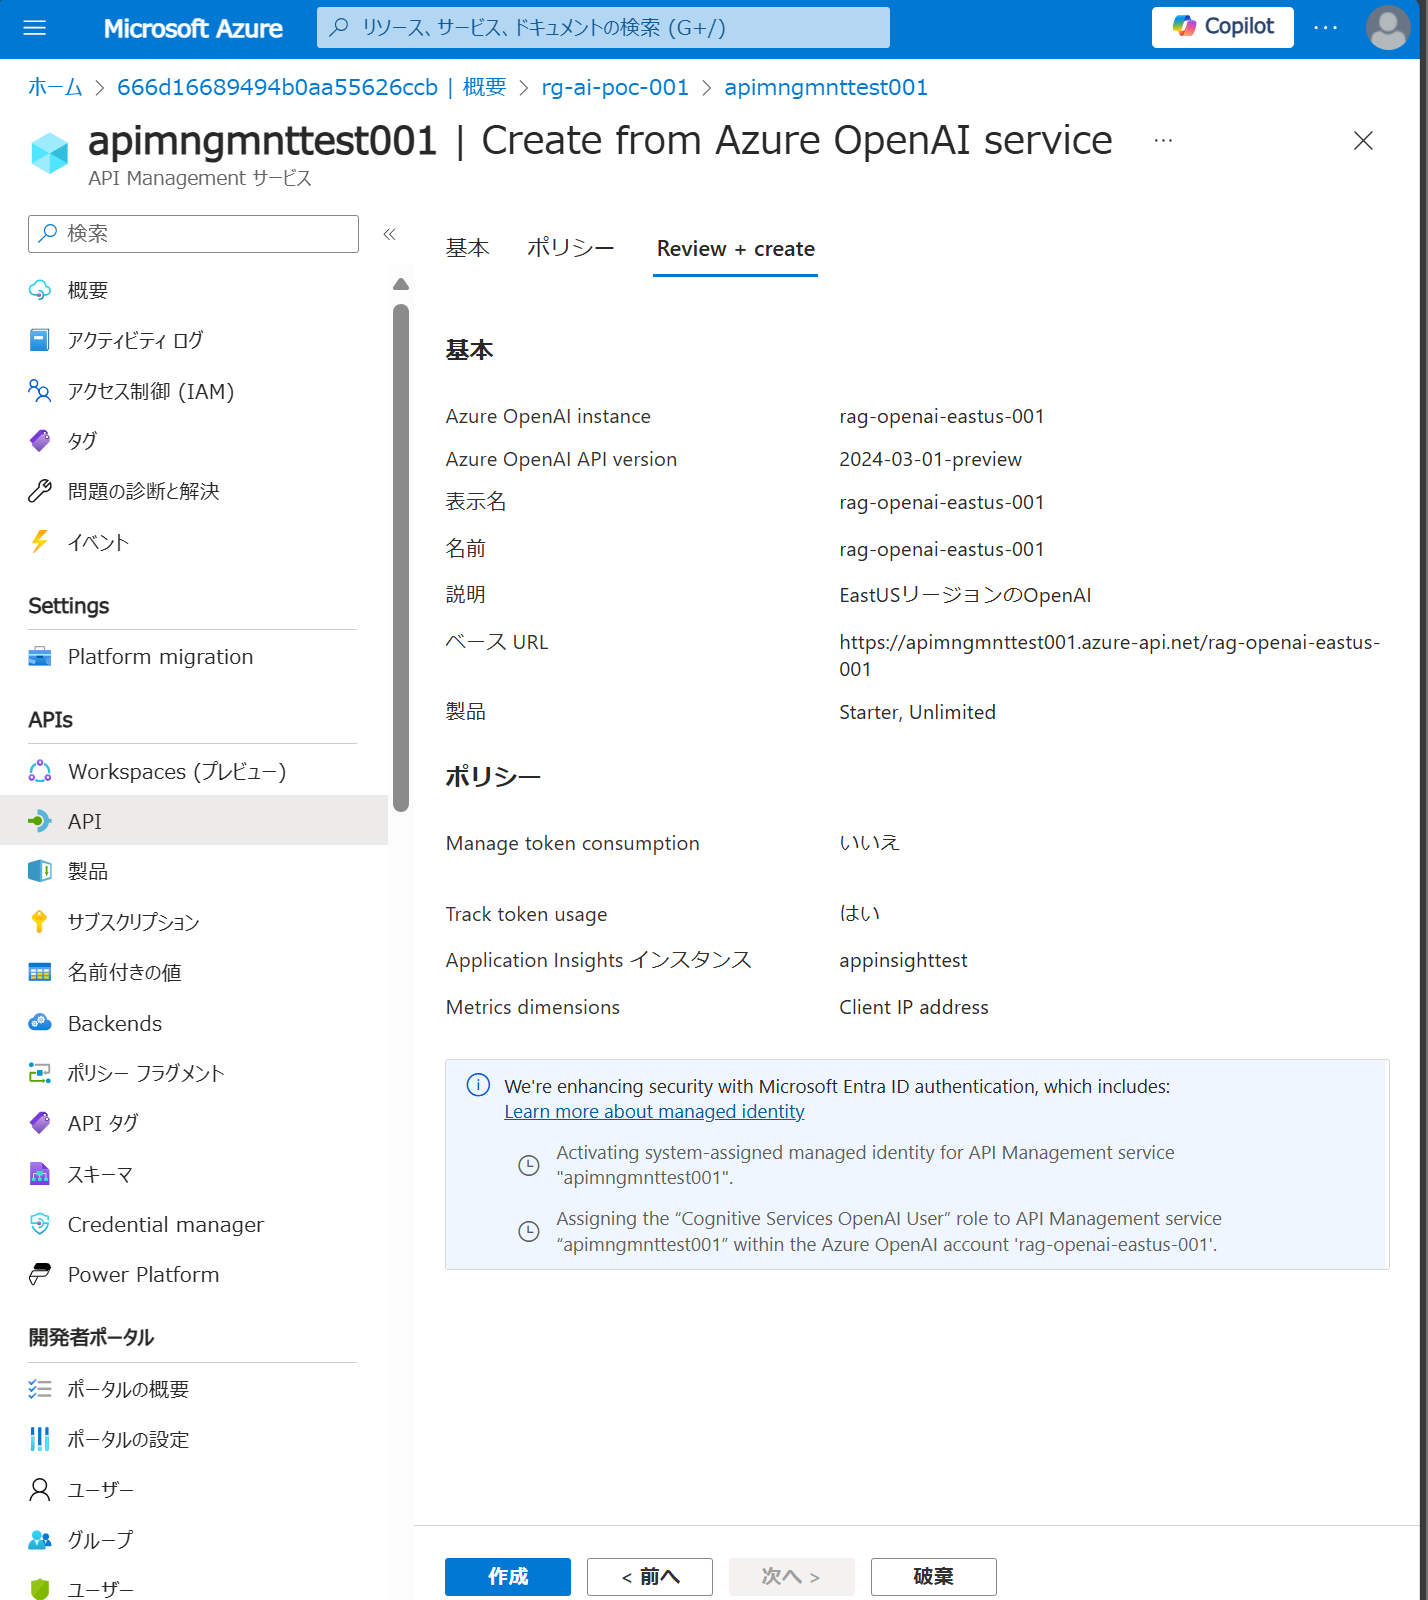 Microsoft Azure
リソース、サービス、ドキュメントの検索 (G+/)
Copilot
ホーム > 666d16689494b0aa55626ccb | 概要 > rg-ai-poc-001 > apimngmnttest001
apimngmnttest001 | Create from Azure OpenAI service
API Management サービス
検索
概要
アクティビティ ログ
アクセス制御 (IAM)
タグ
問題の診断と解決
イベント
Settings
Platform migration
APIs
Workspaces (プレビュー)
API
製品
サブスクリプション
名前付きの値
Backends
ポリシー フラグメント
API タグ
スキーマ
Credential manager
Power Platform
開発者ポータル
ポータルの概要
ポータルの設定
ユーザー
グループ
ユーザー
基本 ポリシー Review + create
基本
Azure OpenAI instance rag-openai-eastus-001
Azure OpenAI API version 2024-03-01-preview
表示名 rag-openai-eastus-001
名前 rag-openai-eastus-001
説明 EastUSリージョンのOpenAI
ベース URL https://apimngmnttest001.azure-api.net/rag-openai-eastus-
001
製品 Starter, Unlimited
ポリシー
Manage token consumption いいえ
Track token usage はい
Application Insights インスタンス appinsighttest
Metrics dimensions Client IP address
We're enhancing security with Microsoft Entra ID authentication, which includes:
Learn more about managed identity
Activating system-assigned managed identity for API Management service
"apimngmnttest001".
Assigning the “Cognitive Services OpenAI User” role to API Management service
“apimngmnttest001” within the Azure OpenAI account 'rag-openai-eastus-001'.
作成 < 前へ 次へ > 破棄